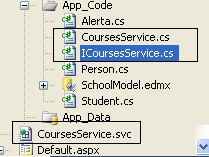 App_Code
Alerta.cs
CoursesService.cs
ICoursesService.cs
Person.cs
SchoolModel.edmx
Student.cs
App_Data
CoursesService.svc
Default.aspx